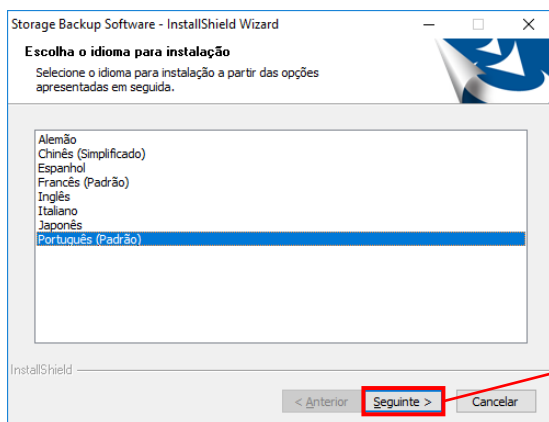 Storage Backup Software - InstallShield Wizard
Escolha o idioma para instalação
Selecione o idioma para instalação a partir das opções
apresentadas em seguida.
Alemão
Chinês (Simplificado)
Espanhol
Francês (Padrão)
Inglês
Italiano
Japonês
Português (Padrão)
InstallShield
< Anterior
Seguinte >
Cancelar